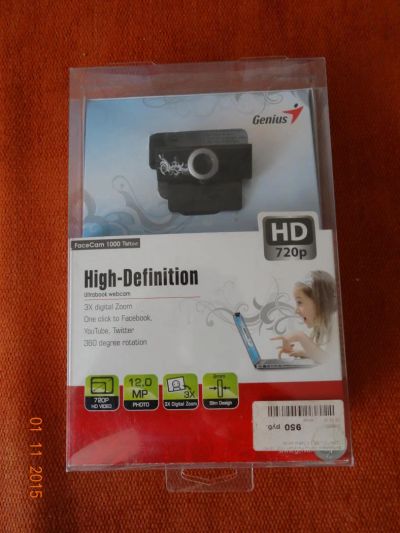 Genius
HD
720p
FaceCam 1000 Tattoo
High-Definition
Ultrabook webcam
3X digital Zoom
One click to Facebook,
YouTube, Twitter
360 degree rotation
720P
HD VIDEO
12.0
MP
PHOTO
3X
3X Digital Zoom
Slim Design
950 руб.
01 11 2015